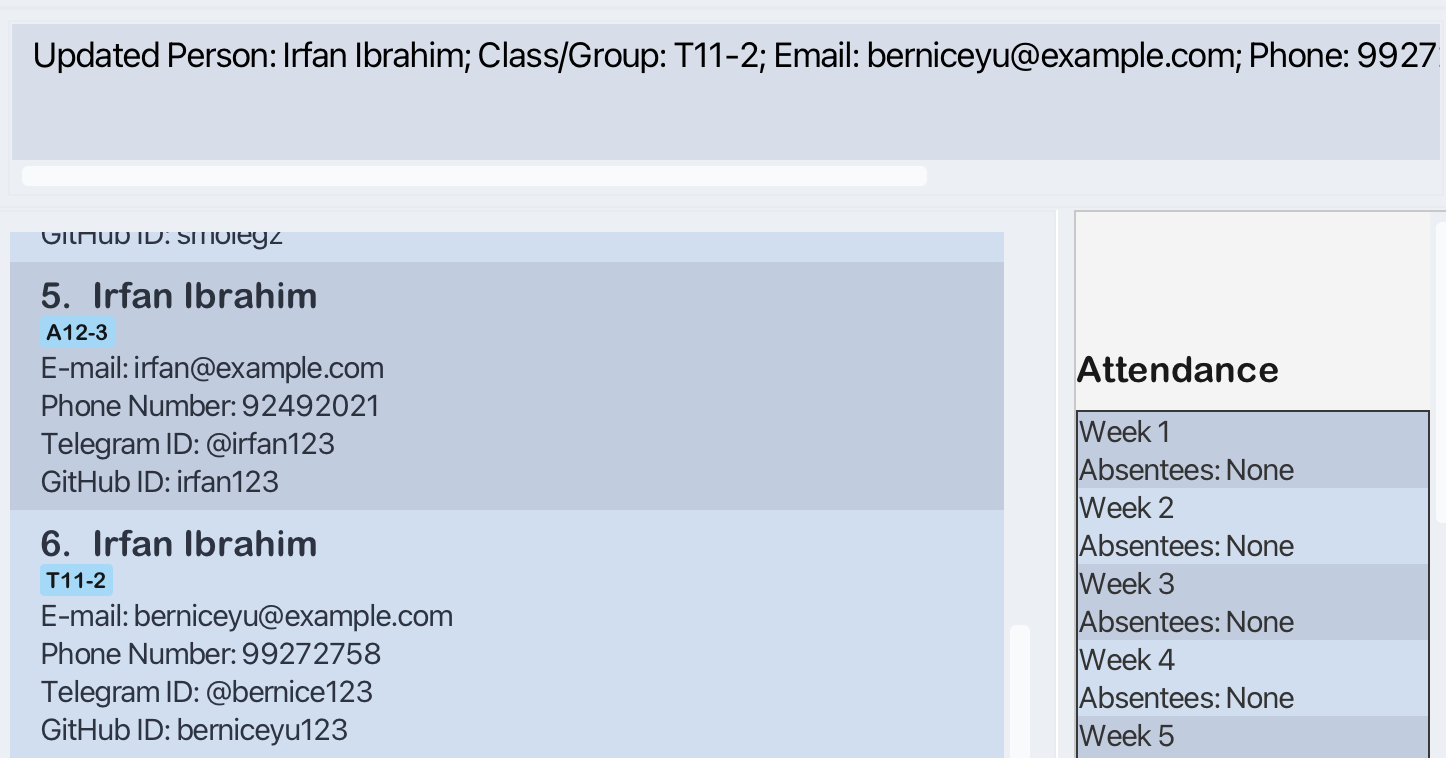 Updated Person: Irfan Ibrahim; Class/Group: T11-2; Email: berniceyu@example.com; Phone: 9927
GitHub ID: smolegz
5. Irfan Ibrahim
A12-3
E-mail: irfan@example.com
Phone Number: 92492021
Telegram ID: @irfan123
GitHub ID: irfan123
6. Irfan Ibrahim
T11-2
E-mail: berniceyu@example.com
Phone Number: 99272758
Telegram ID: @bernice123
GitHub ID: berniceyu123
Attendance
Week 1
Absentees: None
Week 2
Absentees: None
Week 3
Absentees: None
Week 4
Absentees: None
Week 5